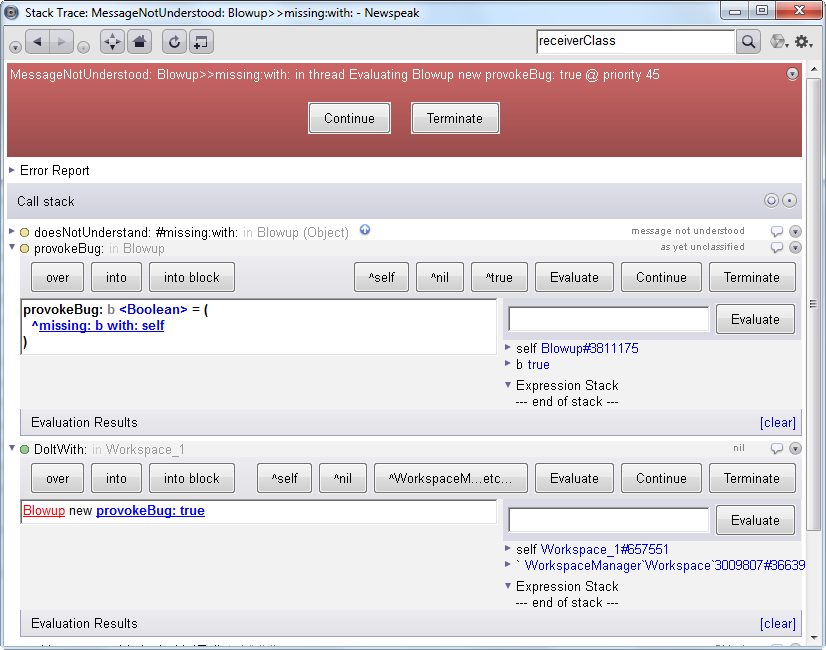 Stack Trace: MessageNotUnderstood: Blowup>>missing:with: - Newspeak
receiverClass
MessageNotUnderstood: Blowup>>missing:with: in thread Evaluating Blowup new provokeBug: true @ priority 45
Continue Terminate
Error Report
Call stack
doesNotUnderstand: #missing:with: in Blowup (Object) message not understood
provokeBug: in Blowup as yet unclassified
over into into block ^self ^nil ^true Evaluate Continue Terminate
provokeBug: b <Boolean> = (
^missing: b with: self
)
Evaluate
self Blowup#3811175
b true
Expression Stack
--- end of stack ---
Evaluation Results [clear]
DoItWith: in Workspace_1 nil
over into into block ^self ^nil ^WorkspaceM...etc... Evaluate Continue Terminate
Blowup new provokeBug: true
Evaluate
self Workspace_1#657551
` WorkspaceManager`Workspace`3009807#36639
Expression Stack
--- end of stack ---
Evaluation Results [clear]